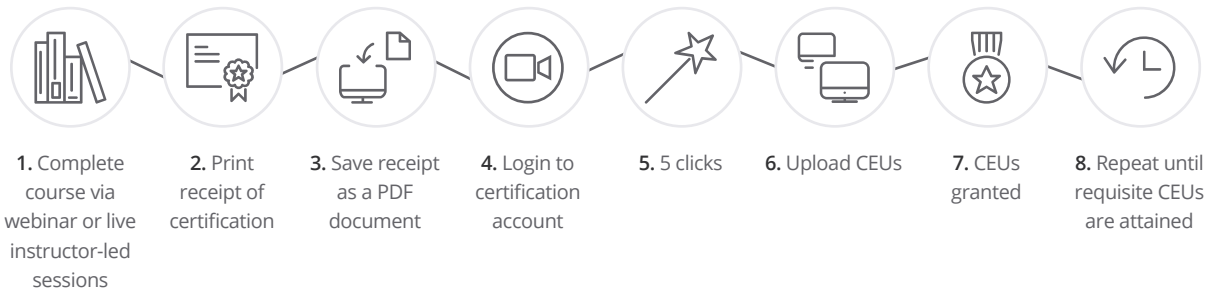 1. Complete
course via
webinar or live
instructor-led
sessions
2. Print
receipt of
certification
3. Save receipt
as a PDF
document
4. Login to
certification
account
5. 5 clicks
6. Upload CEUs
7. CEUs
granted
8. Repeat until
requisite CEUs
are attained